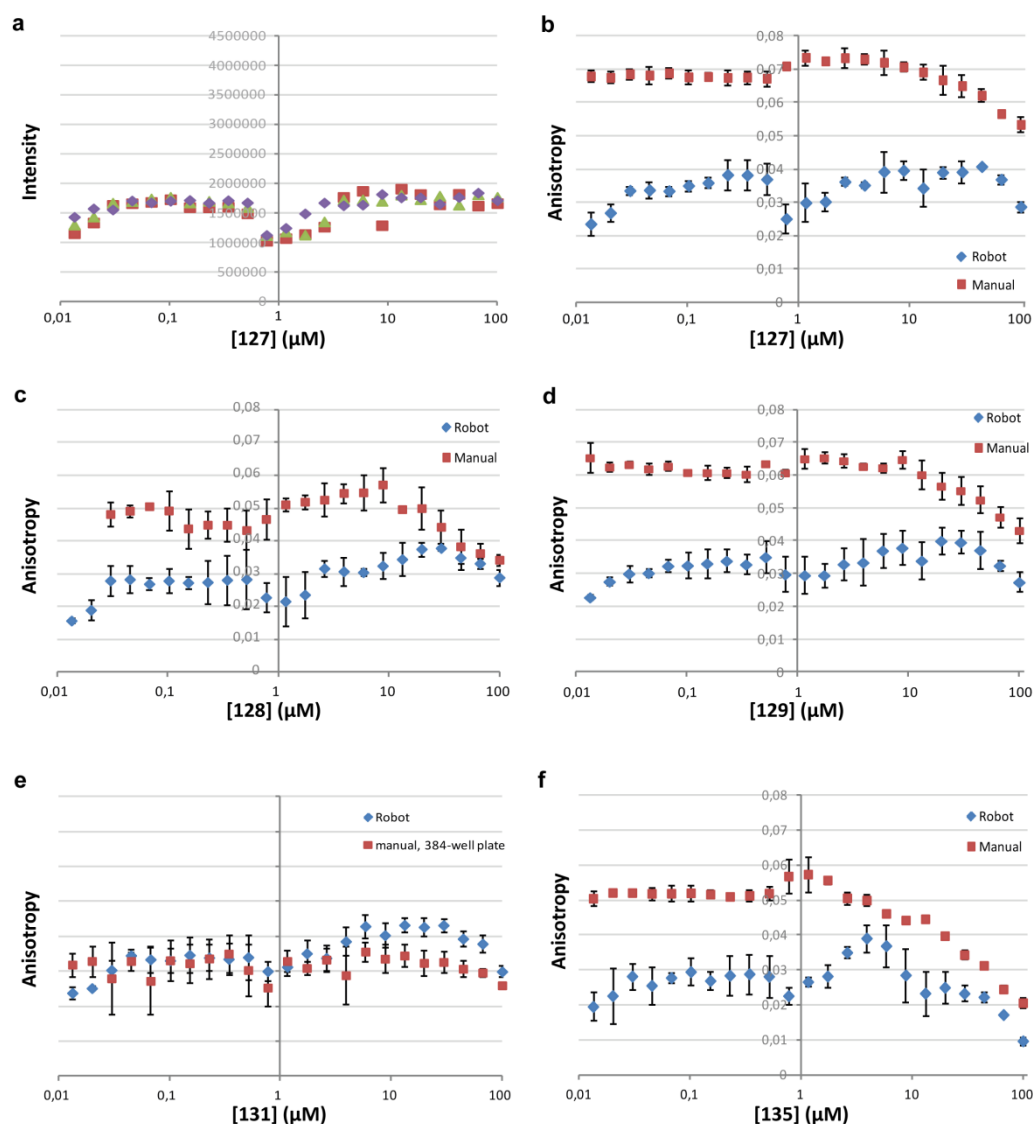 a
4500000
4000000
3500000
3000000
2500000
2000000
1500000
1000000
500000
0
Intensity
0,01 0,1 1 10 100
[127] (µM)
b
0,08
0,07
0,06
0,05
0,04
0,03
0,02
0,01
0
Anisotropy
Robot
Manual
0,01 0,1 1 10 100
[127] (µM)
c
0,08
0,07
0,06
0,05
0,04
0,03
0,02
0,01
0
Anisotropy
Robot
Manual
0,01 0,1 1 10 100
[128] (µM)
d
0,08
0,07
0,06
0,05
0,04
0,03
0,02
0,01
0
Anisotropy
Robot
Manual
0,01 0,1 1 10 100
[129] (µM)
e
Anisotropy
Robot
manual, 384-well plate
0,01 0,1 1 10 100
[131] (µM)
f
0,08
0,07
0,06
0,05
0,04
0,03
0,02
0,01
0
Anisotropy
Robot
Manual
0,01 0,1 1 10 100
[135] (µM)